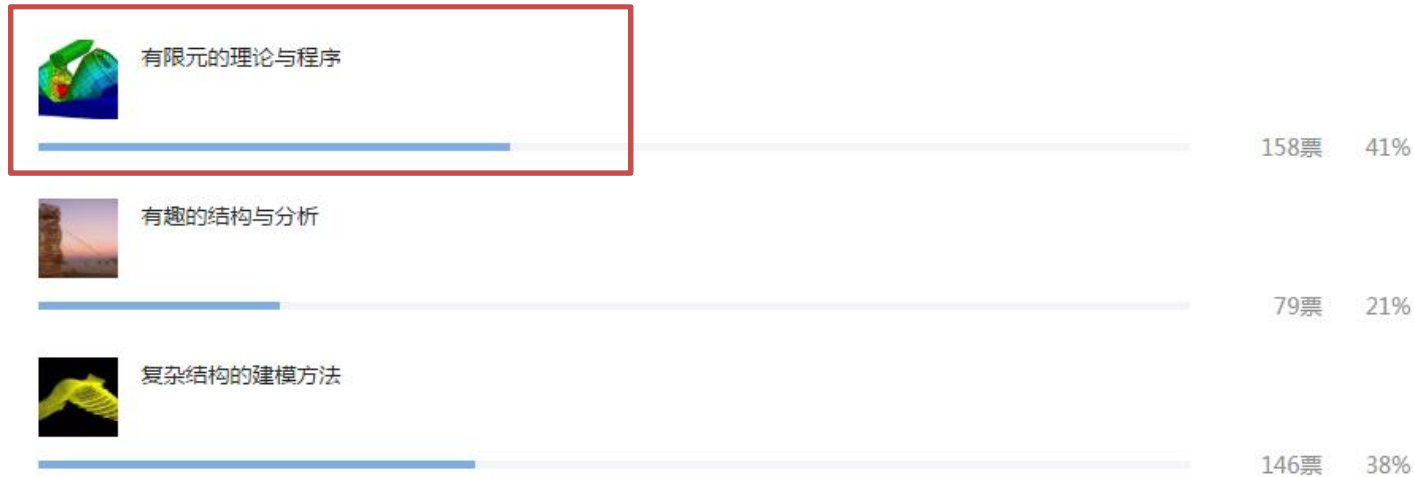 有限元的理论与程序
158票 41%
有趣的结构与分析
79票 21%
复杂结构的建模方法
146票 38%